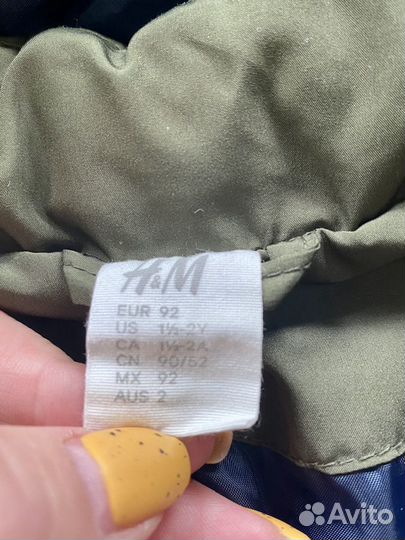 H&M
EUR 92
US 1½-2Y
CA 1½-2A
CN 90/52
MX 92
AUS 2
Avito